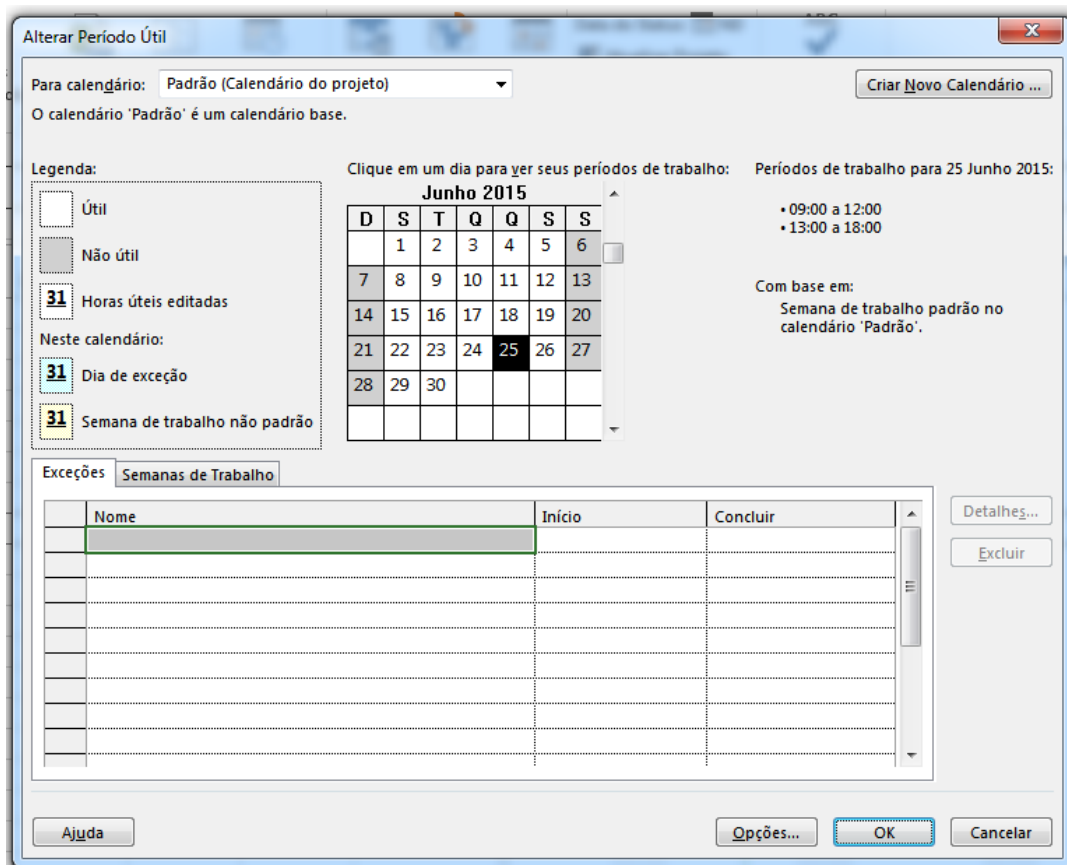 Alterar Período Útil
Para calendário: Padrão (Calendário do projeto)
Criar Novo Calendário ...
O calendário 'Padrão' é um calendário base.
Legenda:
Útil
Não útil
31 Horas úteis editadas
Neste calendário:
31 Dia de exceção
31 Semana de trabalho não padrão
Clique em um dia para ver seus períodos de trabalho:
Junho 2015
D S T Q Q S S
1 2 3 4 5 6
7 8 9 10 11 12 13
14 15 16 17 18 19 20
21 22 23 24 25 26 27
28 29 30
Períodos de trabalho para 25 Junho 2015:
• 09:00 a 12:00
• 13:00 a 18:00
Com base em:
Semana de trabalho padrão no
calendário 'Padrão'.
Exceções Semanas de Trabalho
Nome Início Concluir
Detalhes...
Excluir
Ajuda Opções... OK Cancelar